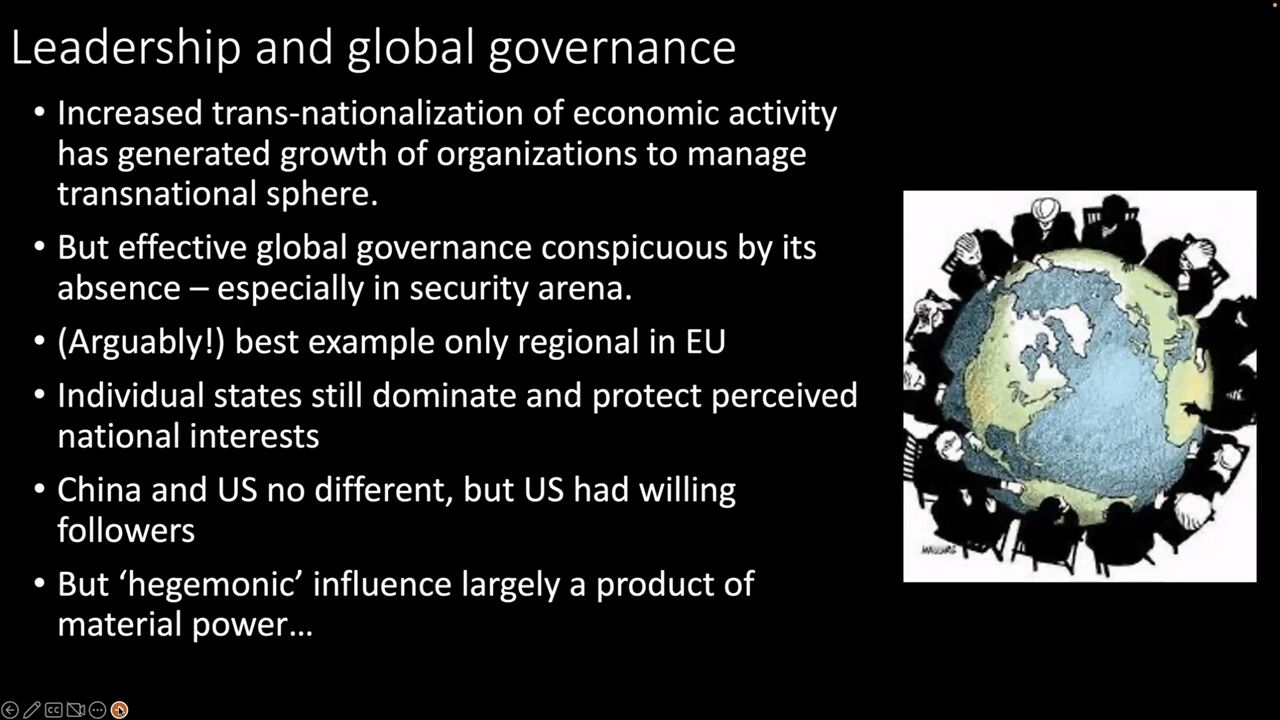 Leadership and global governance
• Increased trans-nationalization of economic activity
has generated growth of organizations to manage
transnational sphere.
• But effective global governance conspicuous by its
absence – especially in security arena.
• (Arguably!) best example only regional in EU
• Individual states still dominate and protect perceived
national interests
• China and US no different, but US had willing
followers
• But ‘hegemonic’ influence largely a product of
material power…
CC